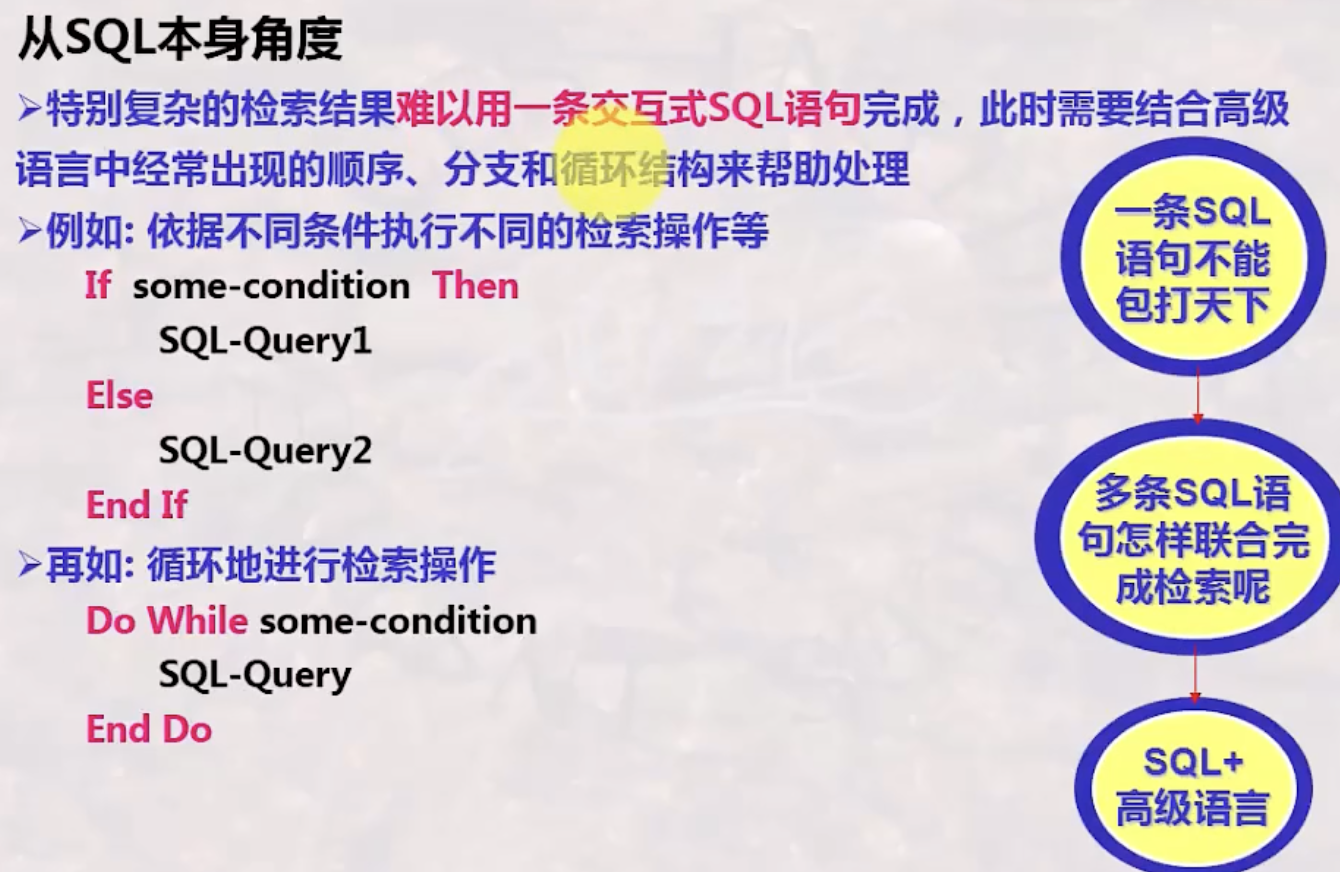 从SQL本身角度
➢特别复杂的检索结果难以用一条交互式SQL语句完成，此时需要结合高级
语言中经常出现的顺序、分支和循环结构来帮助处理
➢例如: 依据不同条件执行不同的检索操作等
If some-condition Then
SQL-Query1
Else
SQL-Query2
End If
➢再如: 循环地进行检索操作
Do While some-condition
SQL-Query
End Do
一条SQL
语句不能
包打天下
多条SQL语
句怎样联合完
成检索呢
SQL+
高级语言